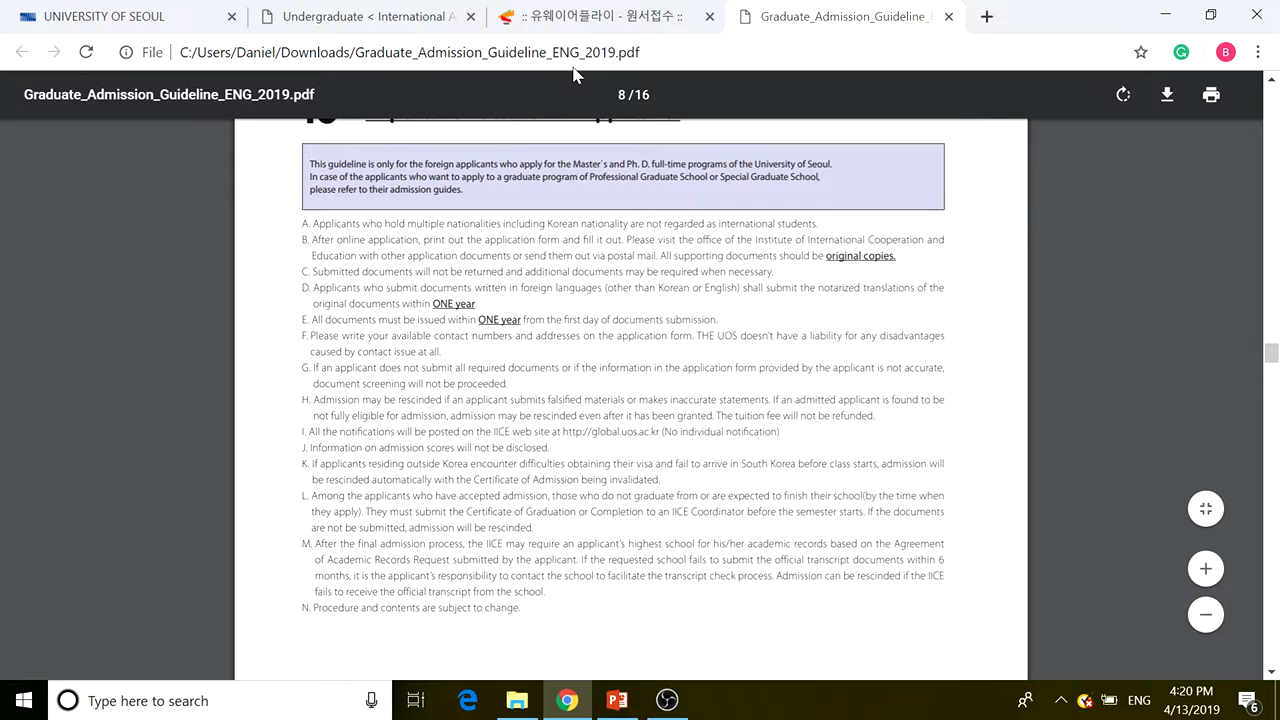 UNIVERSITY OF SEOUL
Undergraduate < International A
:: 유웨이어플라이 - 원서접수 ::
Graduate_Admission_Guideline_
File
C:/Users/Daniel/Downloads/Graduate_Admission_Guideline_ENG_2019.pdf
B
Graduate_Admission_Guideline_ENG_2019.pdf
8 / 16
This guideline is only for the foreign applicants who apply for the Master`s and Ph. D. full-time programs of the University of Seoul.
In case of the applicants who want to apply to a graduate program of Professional Graduate School or Special Graduate School,
please refer to their admission guides.
A. Applicants who hold multiple nationalities including Korean nationality are not regarded as international students.
B. After online application, print out the application form and fill it out. Please visit the office of the Institute of International Cooperation and
Education with other application documents or send them out via postal mail. All supporting documents should be original copies.
C. Submitted documents will not be returned and additional documents may be required when necessary.
D. Applicants who submit documents written in foreign languages (other than Korean or English) shall submit the notarized translations of the
original documents within ONE year.
E. All documents must be issued within ONE year from the first day of documents submission.
F. Please write your available contact numbers and addresses on the application form. THE UOS doesn't have a liability for any disadvantages
caused by contact issue at all.
G. If an applicant does not submit all required documents or if the information in the application form provided by the applicant is not accurate,
document screening will not be proceeded.
H. Admission may be rescinded if an applicant submits falsified materials or makes inaccurate statements. If an admitted applicant is found to be
not fully eligible for admission, admission may be rescinded even after it has been granted. The tuition fee will not be refunded.
I. All the notifications will be posted on the IICE web site at http://global.uos.ac.kr (No individual notification)
J. Information on admission scores will not be disclosed.
K. If applicants residing outside Korea encounter difficulties obtaining their visa and fail to arrive in South Korea before class starts, admission will
be rescinded automatically with the Certificate of Admission being invalidated.
L. Among the applicants who have accepted admission, those who do not graduate from or are expected to finish their school(by the time when
they apply). They must submit the Certificate of Graduation or Completion to an IICE Coordinator before the semester starts. If the documents
are not be submitted, admission will be rescinded.
M. After the final admission process, the IICE may require an applicant's highest school for his/her academic records based on the Agreement
of Academic Records Request submitted by the applicant. If the requested school fails to submit the official transcript documents within 6
months, it is the applicant's responsibility to contact the school to facilitate the transcript check process. Admission can be rescinded if the IICE
fails to receive the official transcript from the school.
N. Procedure and contents are subject to change.
Type here to search
ENG
4:20 PM
4/13/2019
6